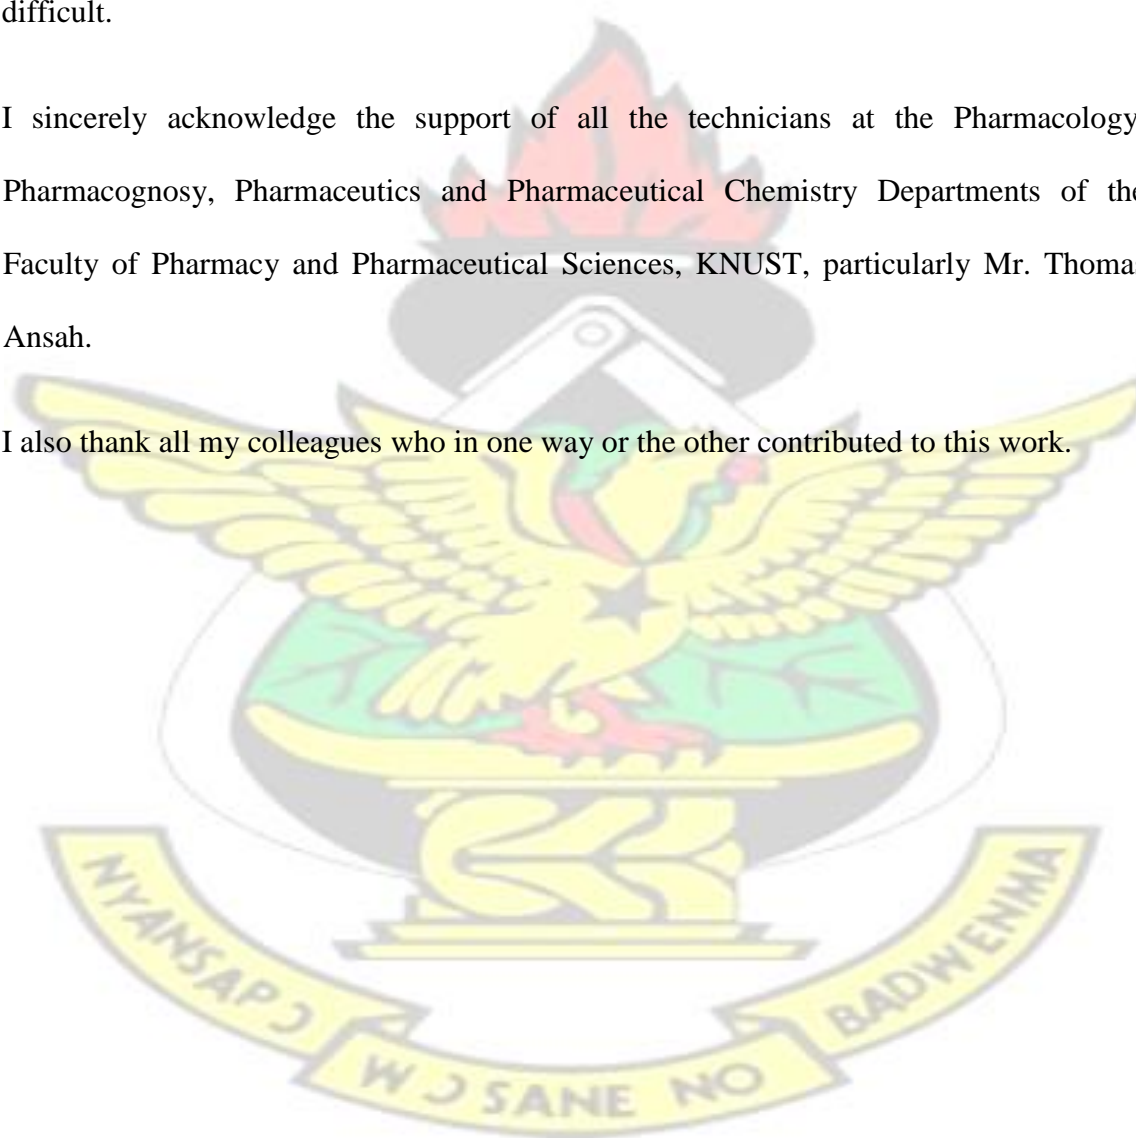 difficult.
I sincerely acknowledge the support of all the technicians at the Pharmacology
Pharmacognosy, Pharmaceutics and Pharmaceutical Chemistry Departments of the
Faculty of Pharmacy and Pharmaceutical Sciences, KNUST, particularly Mr. Thomas
Ansah.
I also thank all my colleagues who in one way or the other contributed to this work.
NYANSAPƆ
WƆSANE NO
BADWENMA